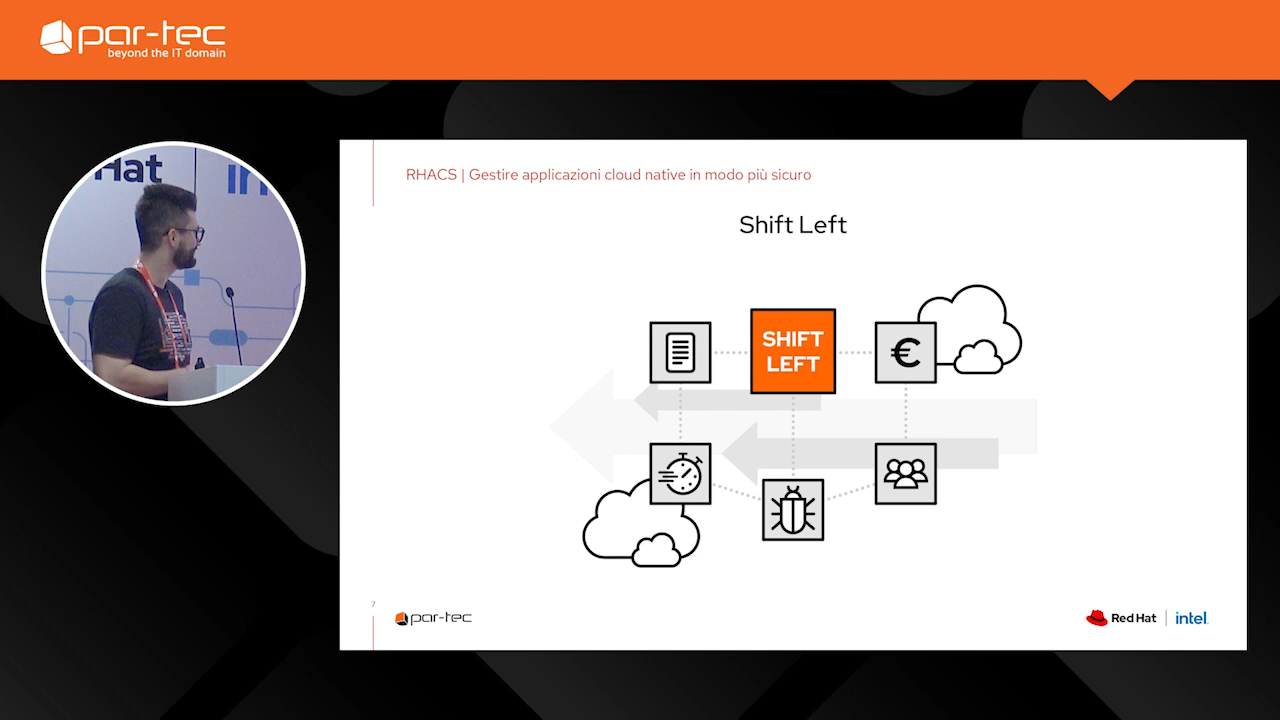 par-tec
beyond the IT domain
Hat
RHACS | Gestire applicazioni cloud native in modo più sicuro
Shift Left
SHIFT
LEFT
€
7
par-tec
Red Hat
intel.